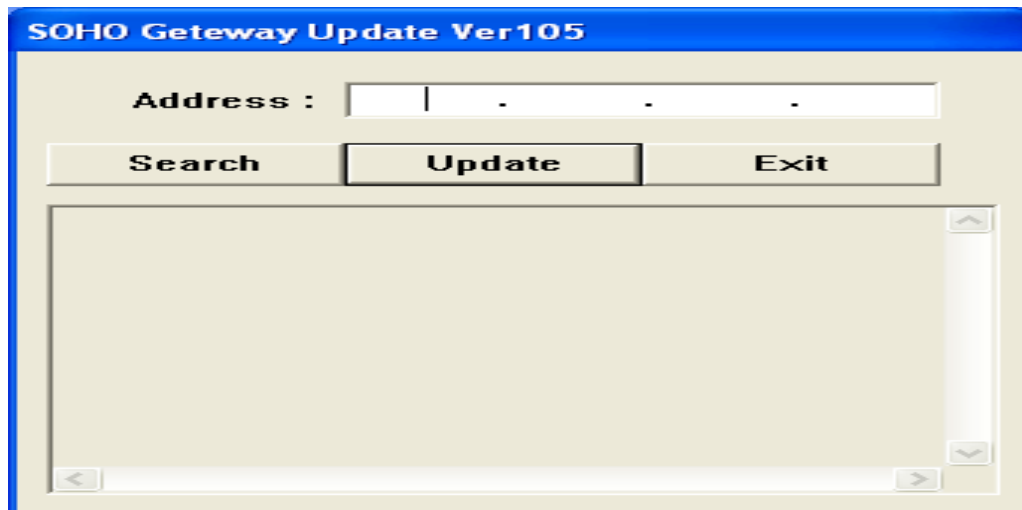 SOHO Geteway Update Ver105
Address : . . .
Search Update Exit